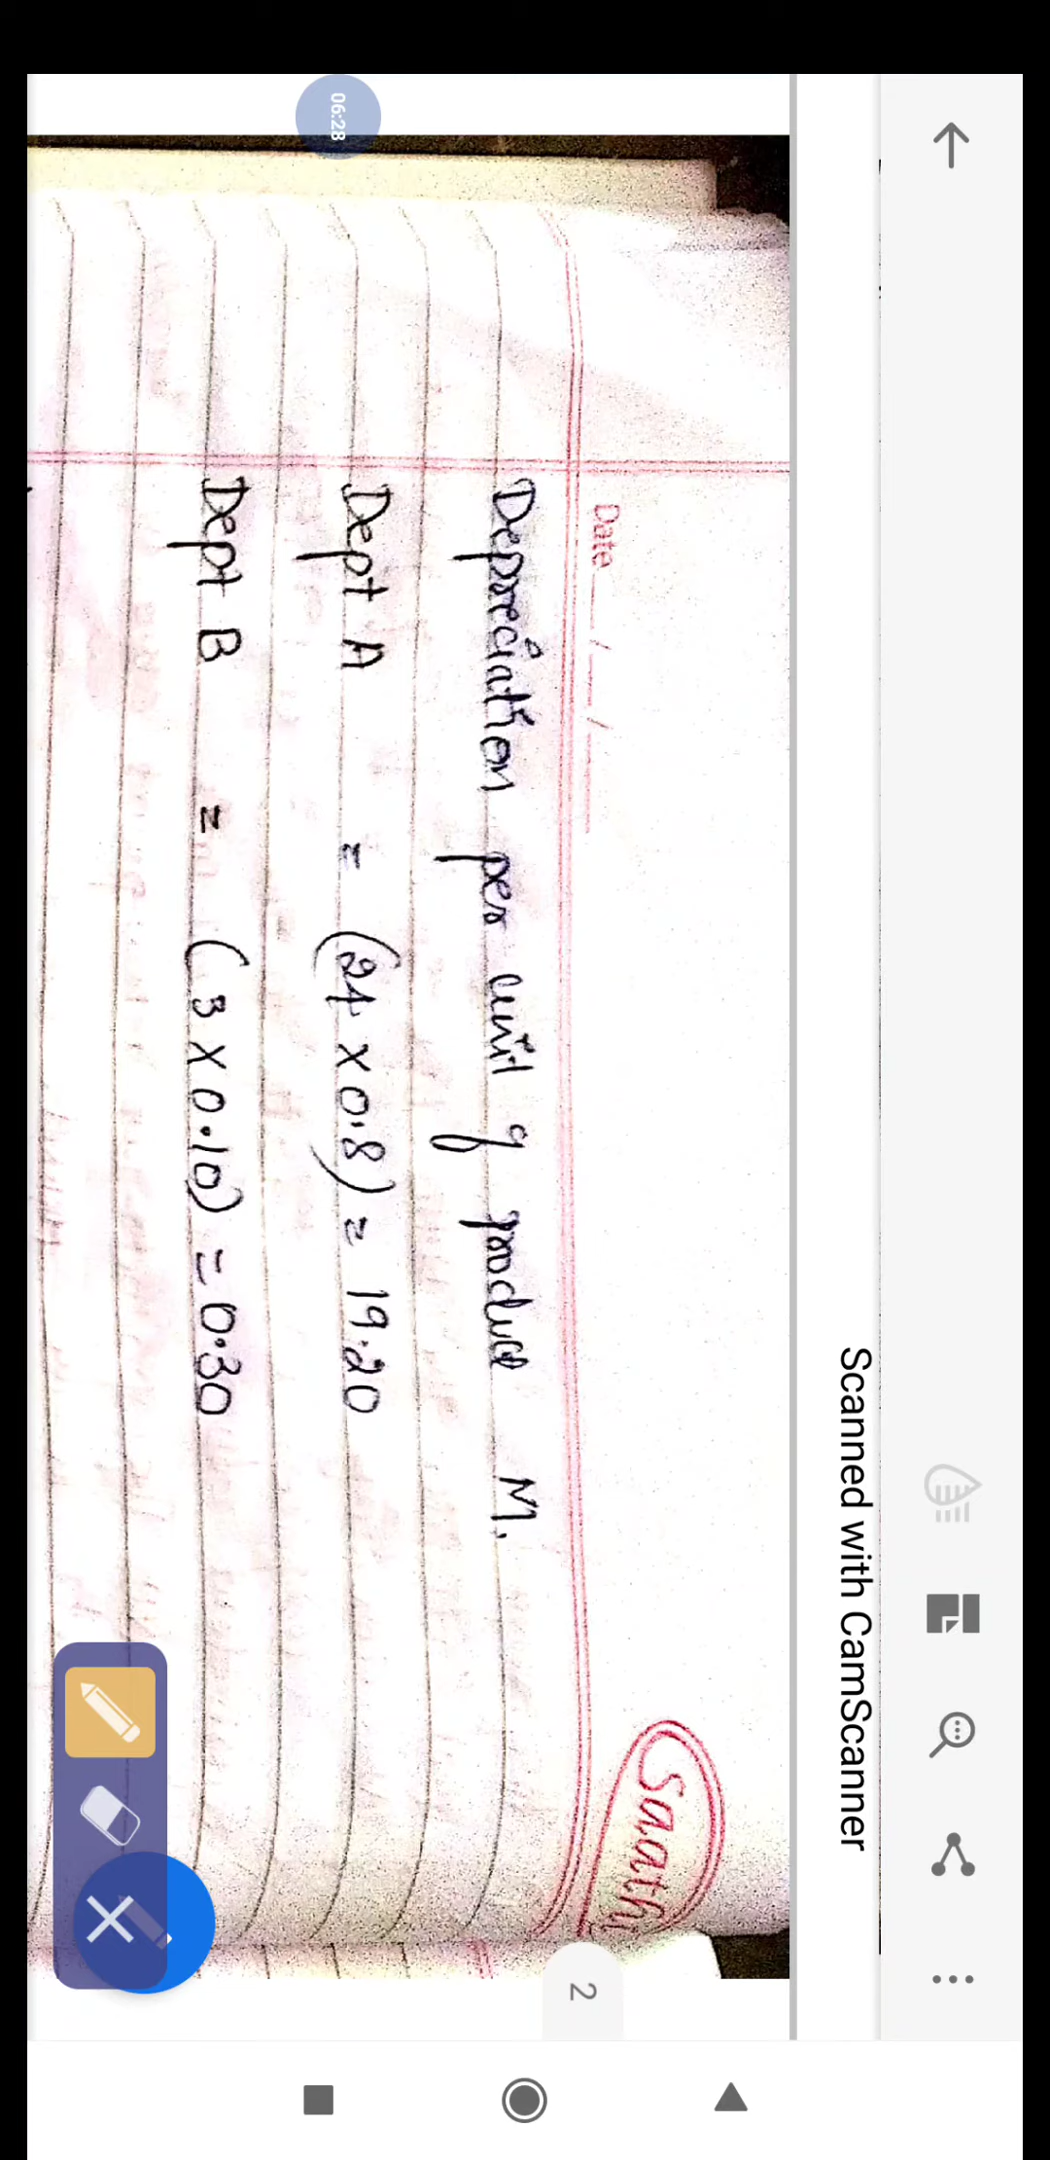 06:28
Saathi
Date / /
Depreciation per unit of product M.
Dept A = (24 × 0.8) = 19.20
Dept B = (3 × 0.10) = 0.30
Scanned with CamScanner
2